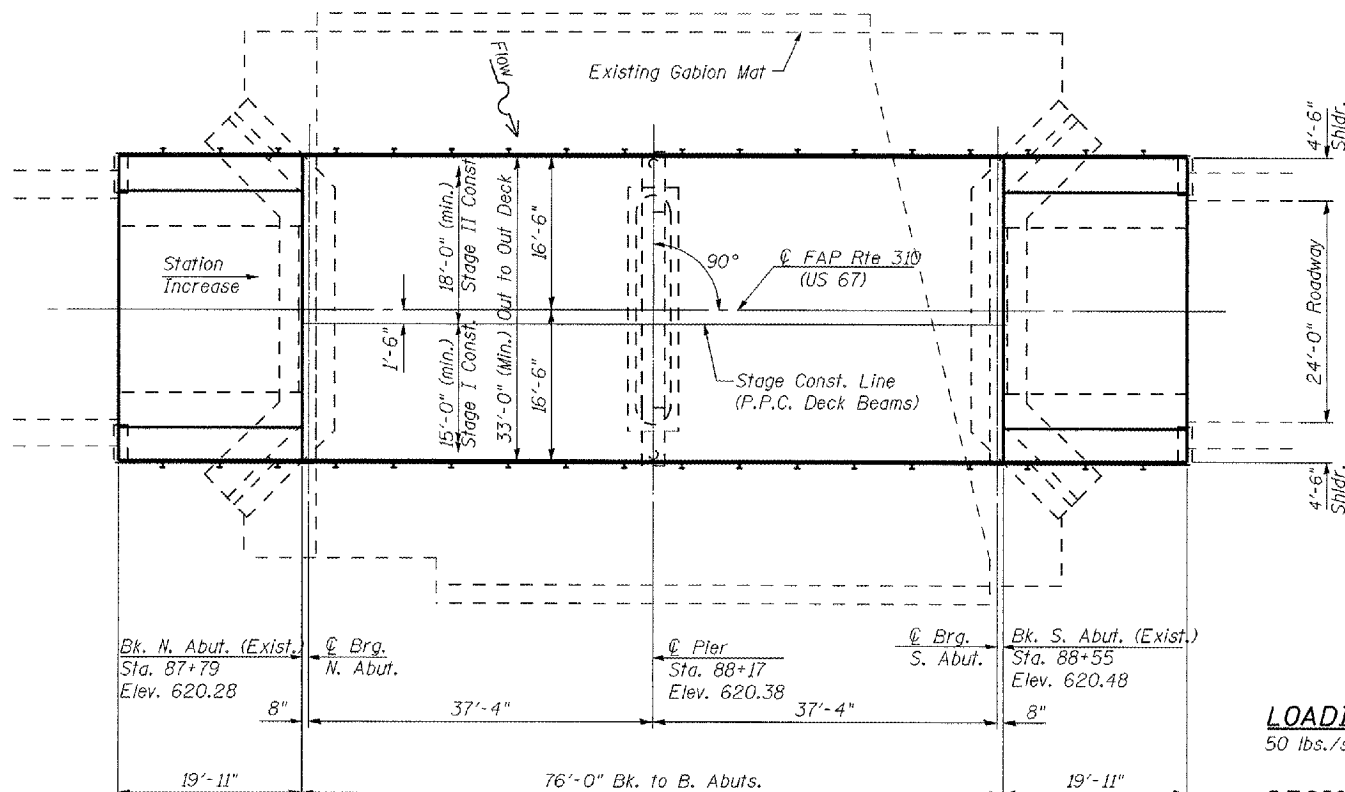 FLOW
Existing Gabion Mat
4'-6"
Shldr.
18'-0" (min.)
Stage II Const
33'-0" (Min.) Out to Out Deck
16'-6"
90°
℄ FAP Rte 310
(US 67)
Station
Increase
24'-0" Roadway
1'-6"
15'-0" (min.)
Stage I Const.
16'-6"
Stage Const. Line
(P.P.C. Deck Beams)
4'-6"
Shldr.
Bk. N. Abut. (Exist.)
Sta. 87+79
Elev. 620.28
℄ Brg.
N. Abut.
℄ Pier
Sta. 88+17
Elev. 620.38
℄ Brg.
S. Abut.
Bk. S. Abut. (Exist.)
Sta. 88+55
Elev. 620.48
8"
37'-4"
37'-4"
8"
19'-11"
76'-0" Bk. to B. Abuts.
19'-11"
50 lbs./